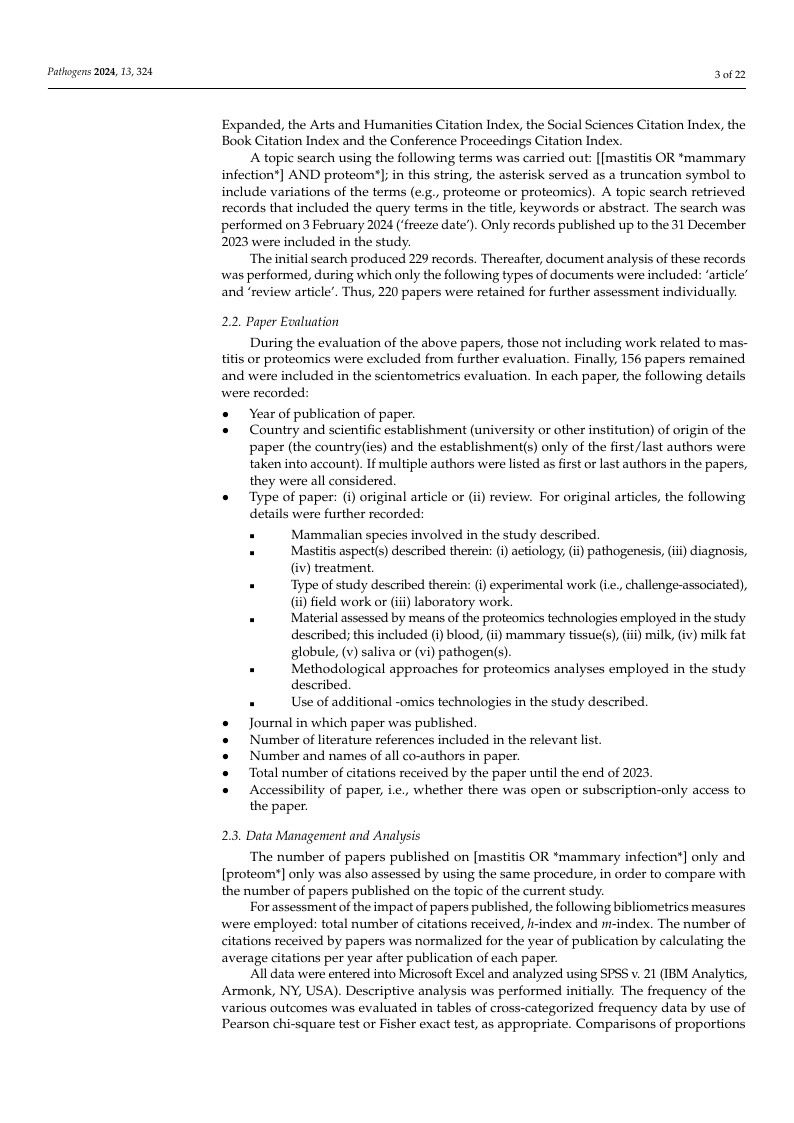 Pathogens 2024, 13, 324
3 of 22
Expanded, the Arts and Humanities Citation Index, the Social Sciences Citation Index, the
Book Citation Index and the Conference Proceedings Citation Index.
A topic search using the following terms was carried out: [[mastitis OR *mammary
infection*] AND proteom*]; in this string, the asterisk served as a truncation symbol to
include variations of the terms (e.g., proteome or proteomics). A topic search retrieved
records that included the query terms in the title, keywords or abstract. The search was
performed on 3 February 2024 (‘freeze date’). Only records published up to the 31 December
2023 were included in the study.
The initial search produced 229 records. Thereafter, document analysis of these records
was performed, during which only the following types of documents were included: ‘article’
and ‘review article’. Thus, 220 papers were retained for further assessment individually.
2.2. Paper Evaluation
During the evaluation of the above papers, those not including work related to mas-
titis or proteomics were excluded from further evaluation. Finally, 156 papers remained
and were included in the scientometrics evaluation. In each paper, the following details
were recorded:
• Year of publication of paper.
• Country and scientific establishment (university or other institution) of origin of the
paper (the country(ies) and the establishment(s) only of the first/last authors were
taken into account). If multiple authors were listed as first or last authors in the papers,
they were all considered.
• Type of paper: (i) original article or (ii) review. For original articles, the following
details were further recorded:
▪ Mammalian species involved in the study described.
▪ Mastitis aspect(s) described therein: (i) aetiology, (ii) pathogenesis, (iii) diagnosis,
(iv) treatment.
▪ Type of study described therein: (i) experimental work (i.e., challenge-associated),
(ii) field work or (iii) laboratory work.
▪ Material assessed by means of the proteomics technologies employed in the study
described; this included (i) blood, (ii) mammary tissue(s), (iii) milk, (iv) milk fat
globule, (v) saliva or (vi) pathogen(s).
▪ Methodological approaches for proteomics analyses employed in the study
described.
▪ Use of additional -omics technologies in the study described.
• Journal in which paper was published.
• Number of literature references included in the relevant list.
• Number and names of all co-authors in paper.
• Total number of citations received by the paper until the end of 2023.
• Accessibility of paper, i.e., whether there was open or subscription-only access to
the paper.
2.3. Data Management and Analysis
The number of papers published on [mastitis OR *mammary infection*] only and
[proteom*] only was also assessed by using the same procedure, in order to compare with
the number of papers published on the topic of the current study.
For assessment of the impact of papers published, the following bibliometrics measures
were employed: total number of citations received, h-index and m-index. The number of
citations received by papers was normalized for the year of publication by calculating the
average citations per year after publication of each paper.
All data were entered into Microsoft Excel and analyzed using SPSS v. 21 (IBM Analytics,
Armonk, NY, USA). Descriptive analysis was performed initially. The frequency of the
various outcomes was evaluated in tables of cross-categorized frequency data by use of
Pearson chi-square test or Fisher exact test, as appropriate. Comparisons of proportions